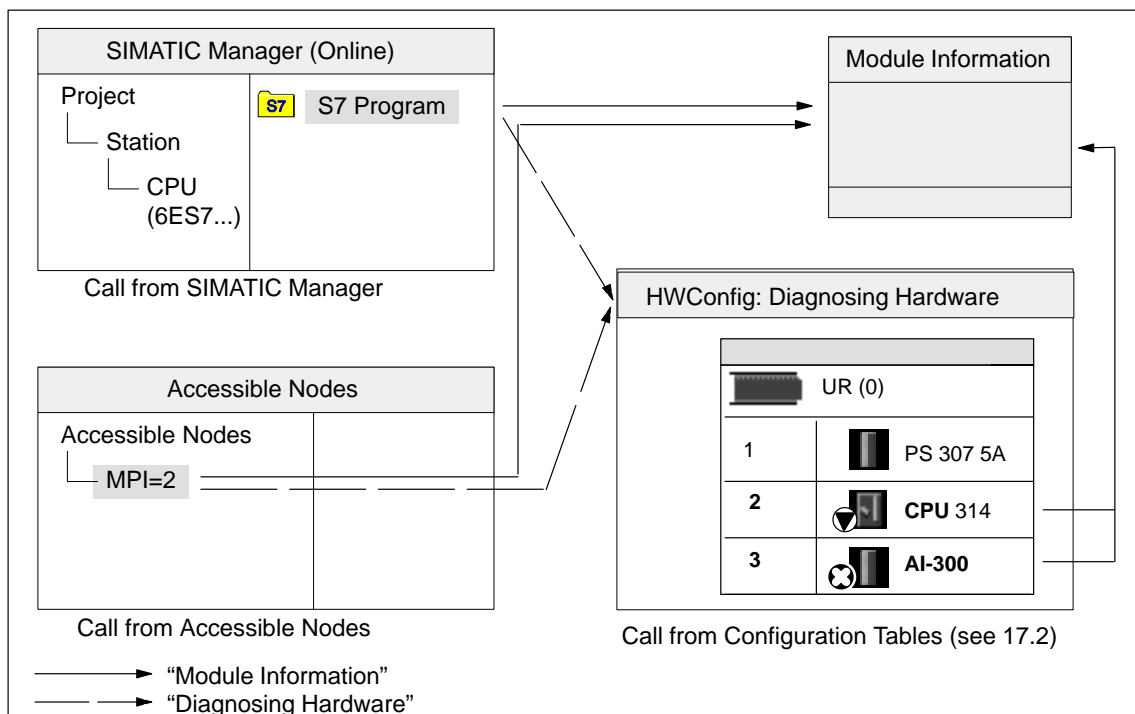 SIMATIC Manager (Online)
Project
Station
CPU
(6ES7...)
S7 S7 Program
Call from SIMATIC Manager
Module Information
Accessible Nodes
Accessible Nodes
MPI=2
Call from Accessible Nodes
HWConfig: Diagnosing Hardware
UR (0)
1 PS 307 5A
2 CPU 314
3 AI-300
Call from Configuration Tables (see 17.2)
“Module Information”
“Diagnosing Hardware”